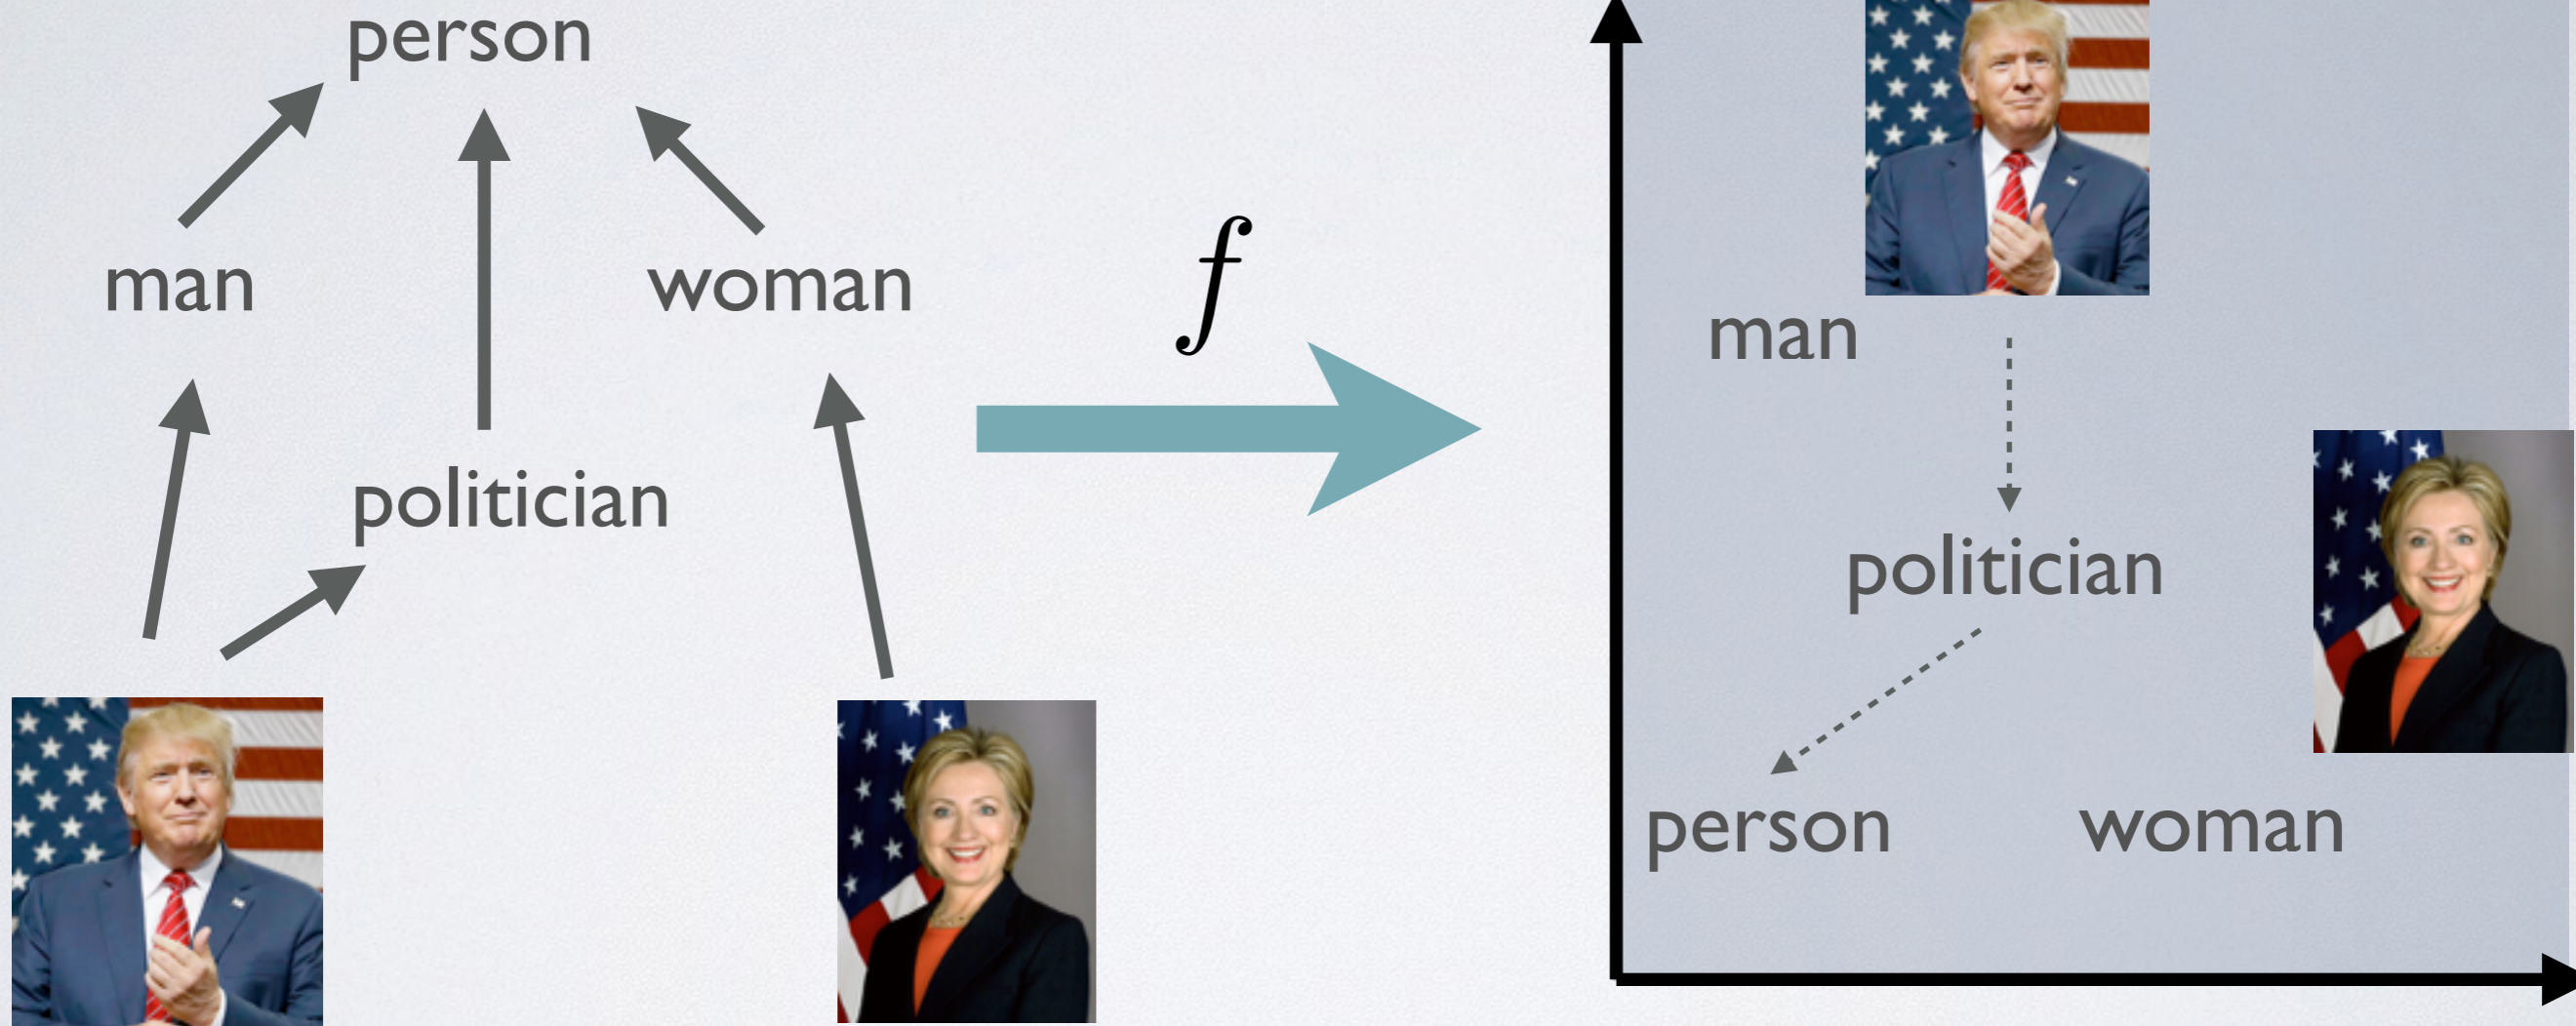 person
man
woman
politician
f
man
politician
person
woman